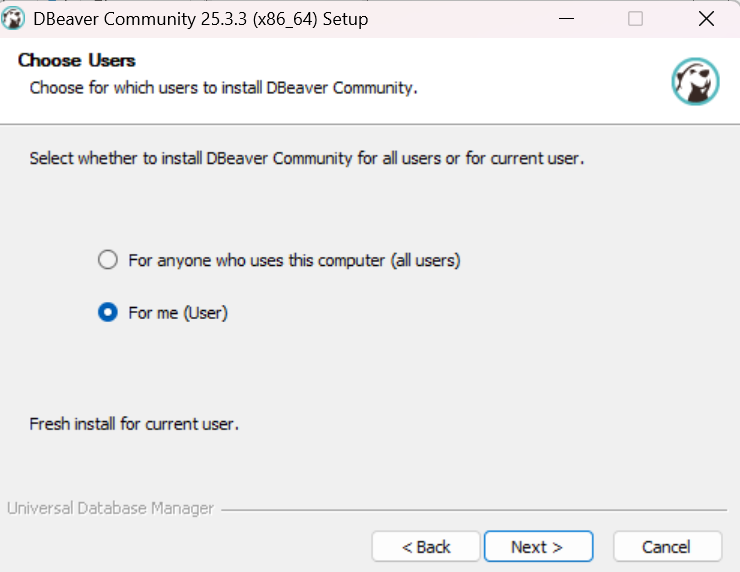 DBeaver Community 25.3.3 (x86_64) Setup
Choose Users
Choose for which users to install DBeaver Community.
Select whether to install DBeaver Community for all users or for current user.
For anyone who uses this computer (all users)
For me (User)
Fresh install for current user.
Universal Database Manager
< Back
Next >
Cancel